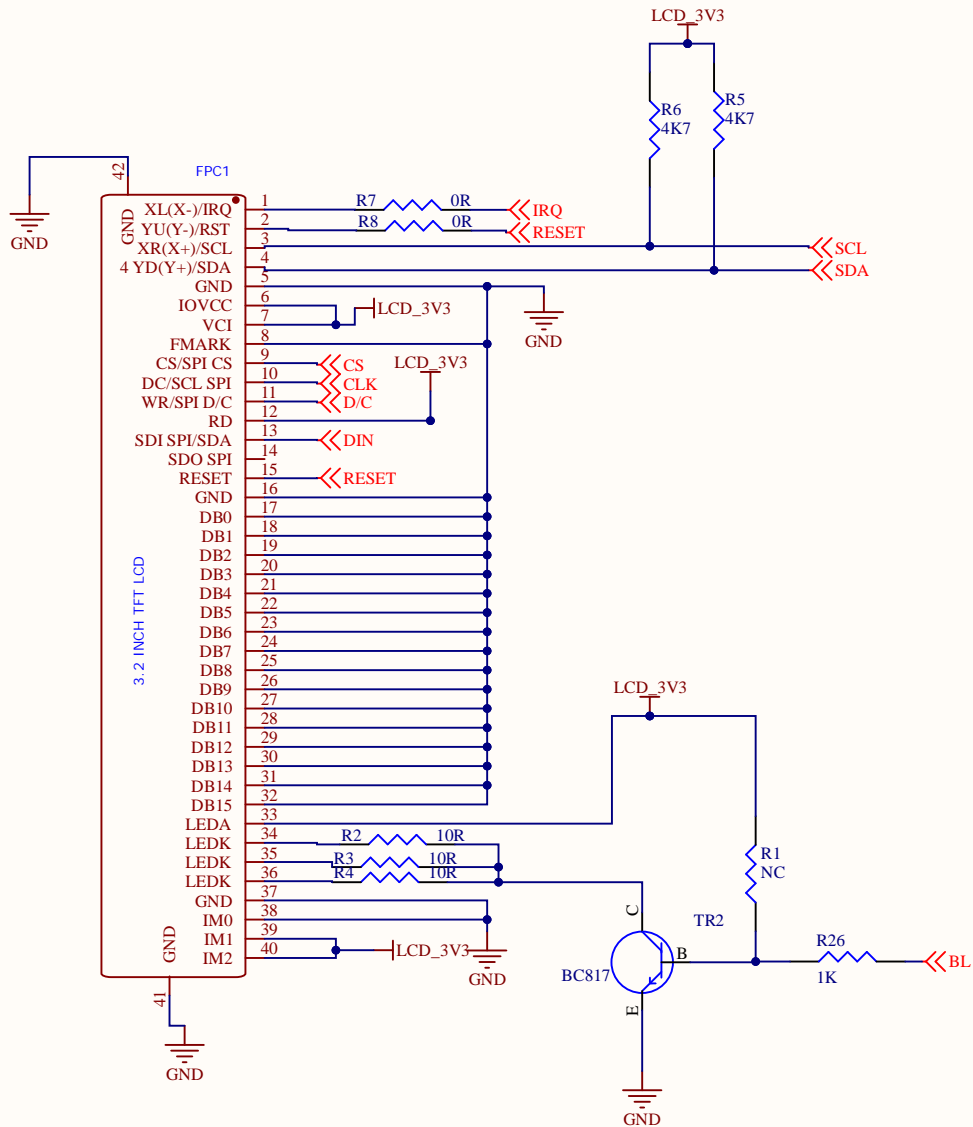 LCD_3V3
R6
4K7
R5
4K7
42
FPC1
GND
GND
XL(X-)/IRQ 1 R7 0R IRQ
YU(Y-)/RST 2 R8 0R RESET
XR(X+)/SCL 3 SCL
4 YD(Y+)/SDA 4 SDA
GND 5
IOVCC 6
VCI 7 LCD_3V3
GND
FMARK 8
LCD_3V3
CS/SPI CS 9 CS
DC/SCL SPI 10 CLK
WR/SPI D/C 11 D/C
RD 12
SDI SPI/SDA 13 DIN
SDO SPI 14
RESET 15 RESET
GND 16
DB0 17
DB1 18
DB2 19
DB3 20
DB4 21
DB5 22
DB6 23
DB7 24
DB8 25
DB9 26
DB10 27
DB11 28
DB12 29
DB13 30
DB14 31
DB15 32
3.2 INCH TFT LCD
LCD_3V3
LEDA 33
LEDK 34 R2 10R
LEDK 35 R3 10R
LEDK 36 R4 10R
R1
NC
GND 37
IM0 38
IM1 39
IM2 40 LCD_3V3
GND
GND
41
GND
C
TR2
B
BC817
E
R26
1K
BL
GND